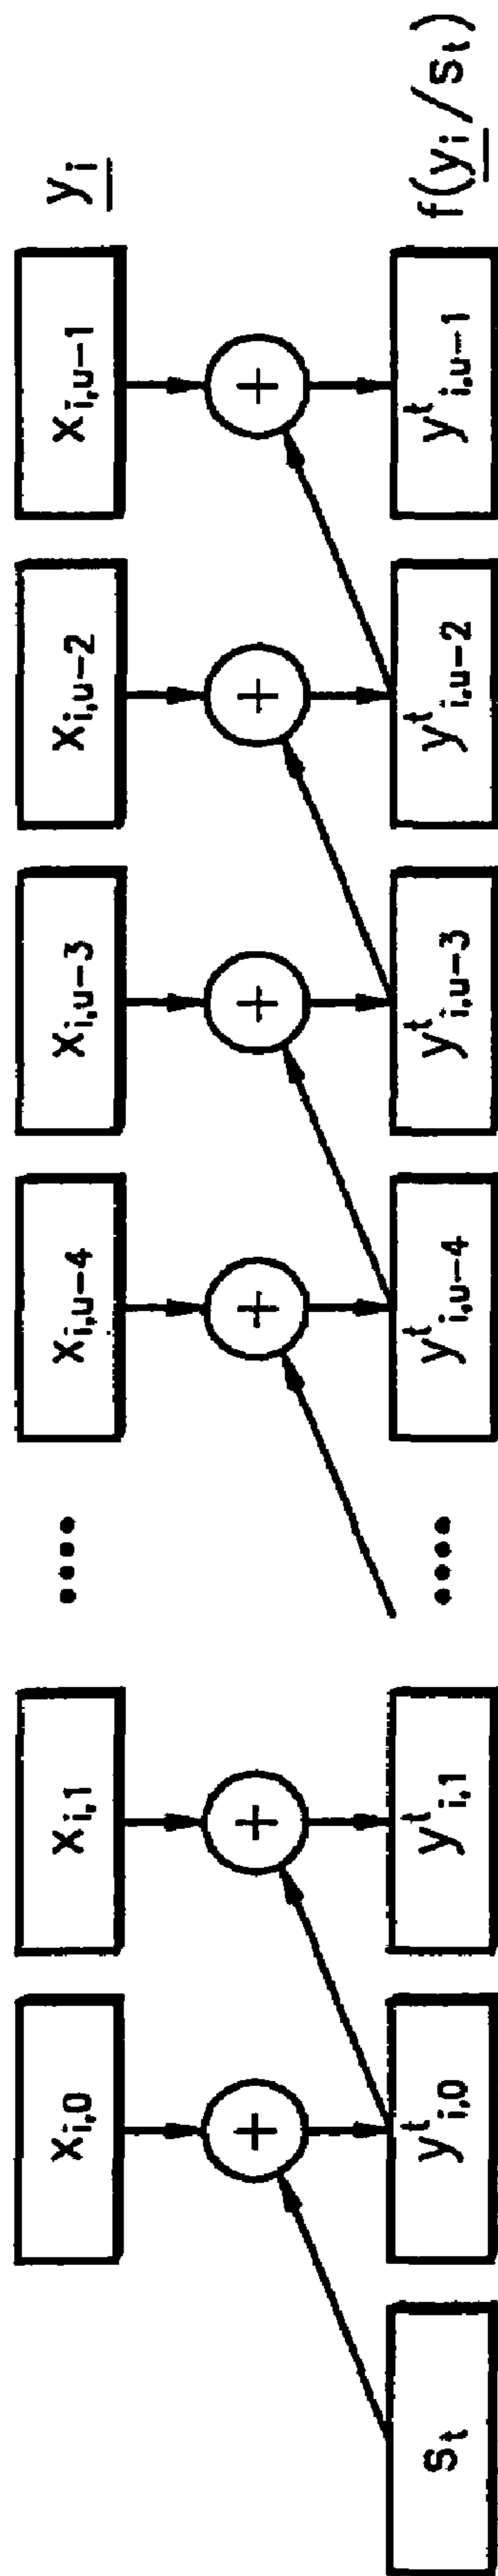 x_{i,0} x_{i,1} •••• x_{i,u-4} x_{i,u-3} x_{i,u-2} x_{i,u-1} y_i
+ + + + + +
s_t y^t_{i,0} y^t_{i,1} •••• y^t_{i,u-4} y^t_{i,u-3} y^t_{i,u-2} y^t_{i,u-1} f(y_i/s_t)